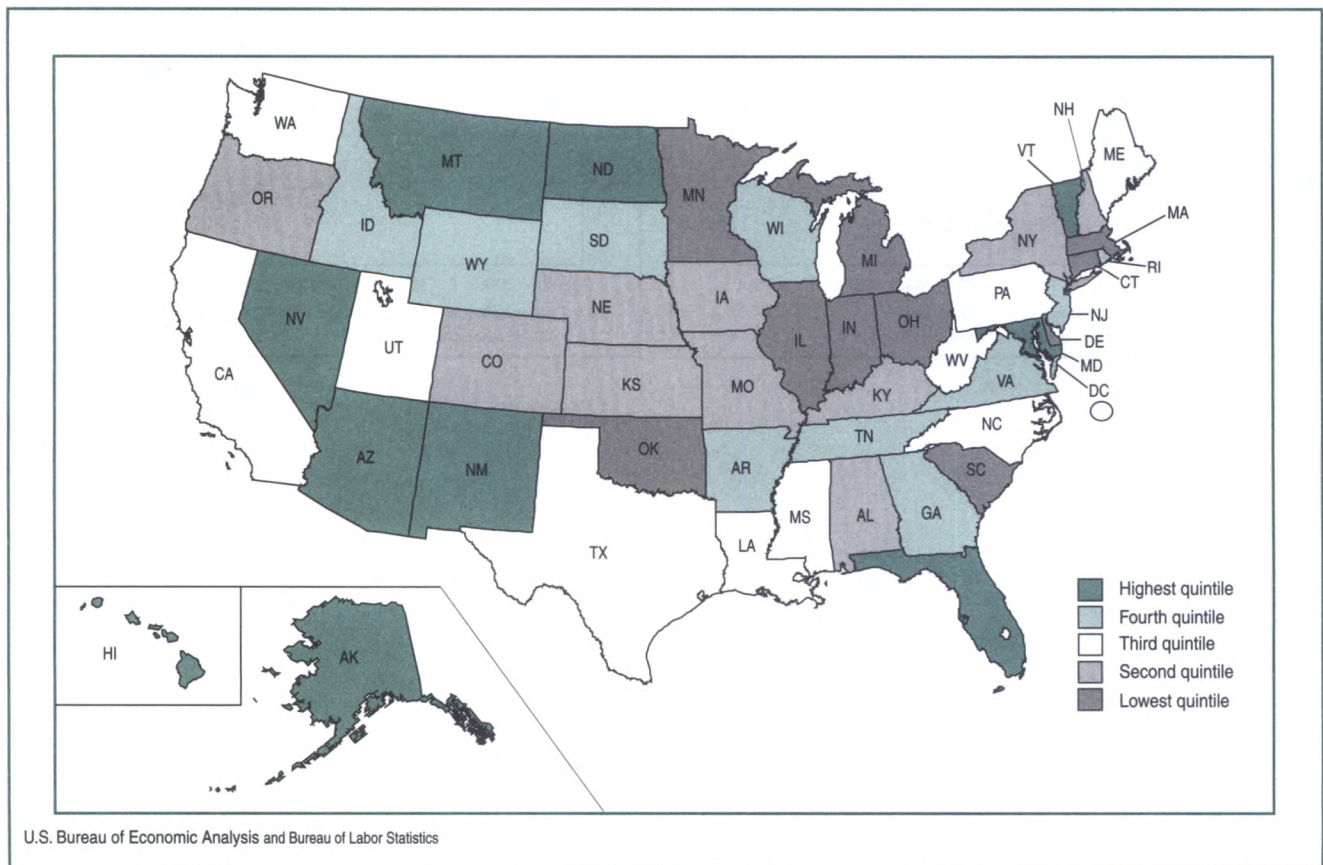 WA
MT
ND
MN
OR
ID
WY
SD
WI
MI
NH
VT
ME
MA
NY
RI
CT
PA
NJ
DE
MD
DC
NV
UT
CA
CO
NE
IA
KS
MO
IL
IN
OH
WV
VA
KY
NC
TN
AZ
NM
OK
AR
SC
MS
AL
GA
TX
LA
HI
AK
Highest quintile
Fourth quintile
Third quintile
Second quintile
Lowest quintile
U.S. Bureau of Economic Analysis and Bureau of Labor Statistics